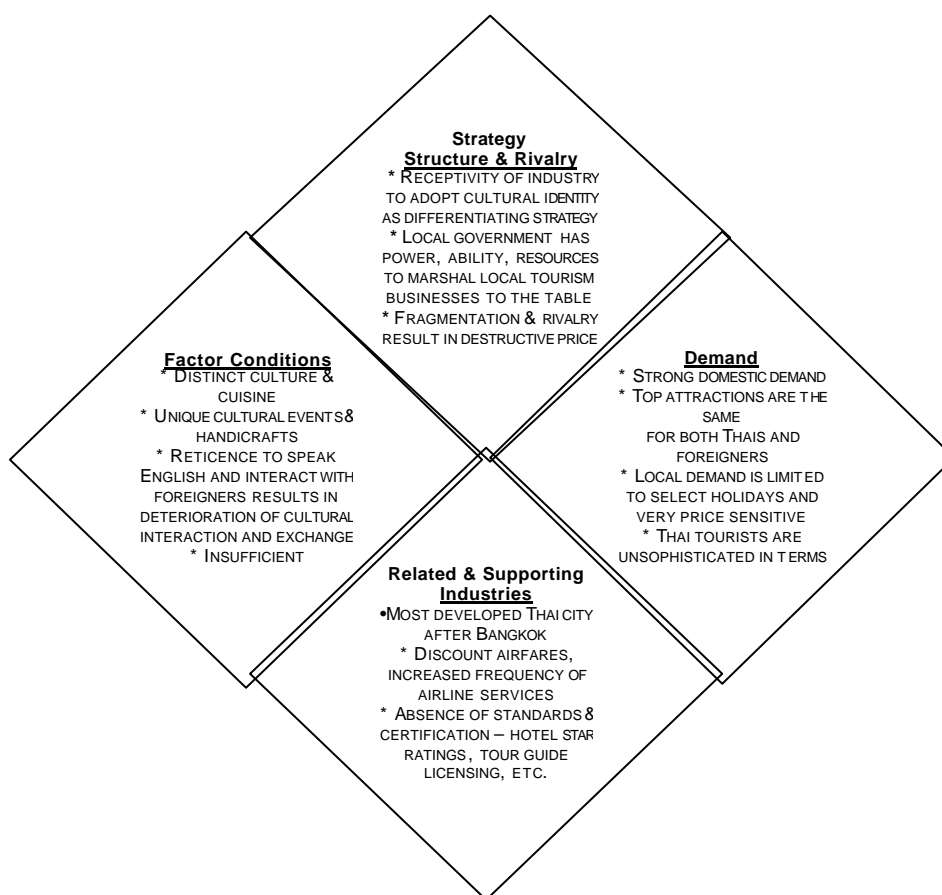 Strategy
Structure & Rivalry
* RECEPTIVITY OF INDUSTRY
TO ADOPT CULTURAL IDENTITY
AS DIFFERENTIATING STRATEGY
* LOCAL GOVERNMENT HAS
POWER, ABILITY, RESOURCES
TO MARSHAL LOCAL TOURISM
BUSINESSES TO THE TABLE
* FRAGMENTATION & RIVALRY
RESULT IN DESTRUCTIVE PRICE
Factor Conditions
* DISTINCT CULTURE &
CUISINE
* UNIQUE CULTURAL EVENTS &
HANDICRAFTS
* RETICENCE TO SPEAK
ENGLISH AND INTERACT WITH
FOREIGNERS RESULTS IN
DETERIORATION OF CULTURAL
INTERACTION AND EXCHANGE
* INSUFFICIENT
Demand
* STRONG DOMESTIC DEMAND
* TOP ATTRACTIONS ARE THE
SAME
FOR BOTH THAIS AND
FOREIGNERS
* LOCAL DEMAND IS LIMITED
TO SELECT HOLIDAYS AND
VERY PRICE SENSITIVE
* THAI TOURISTS ARE
UNSOPHISTICATED IN TERMS
Related & Supporting
Industries
•MOST DEVELOPED THAI CITY
AFTER BANGKOK
* DISCOUNT AIRFARES,
INCREASED FREQUENCY OF
AIRLINE SERVICES
* ABSENCE OF STANDARDS &
CERTIFICATION – HOTEL STAR
RATINGS, TOUR GUIDE
LICENSING, ETC.